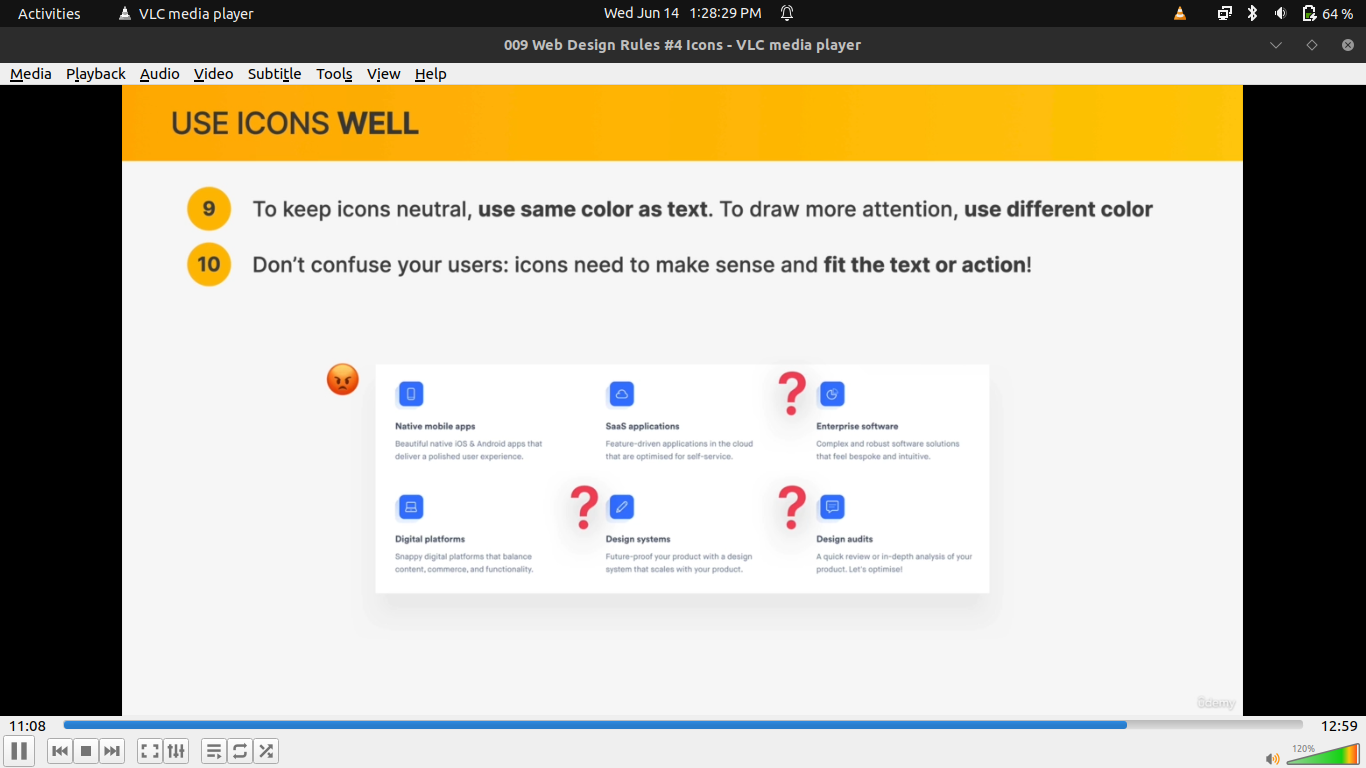 Activities VLC media player Wed Jun 14 1:28:29 PM 64 %
009 Web Design Rules #4 Icons - VLC media player
Media Playback Audio Video Subtitle Tools View Help
USE ICONS WELL
9 To keep icons neutral, use same color as text. To draw more attention, use different color
10 Don’t confuse your users: icons need to make sense and fit the text or action!
? 
Native mobile apps
Beautiful native iOS & Android apps that
deliver a polished user experience.
SaaS applications
Feature-driven applications in the cloud
that are optimised for self-service.
Enterprise software
Complex and robust software solutions
that feel bespoke and intuitive.
? ?
Digital platforms
Snappy digital platforms that balance
content, commerce, and functionality.
Design systems
Future-proof your product with a design
system that scales with your product.
Design audits
A quick review or in-depth analysis of your
product. Let's optimise!
Udemy
11:08 12:59
120%